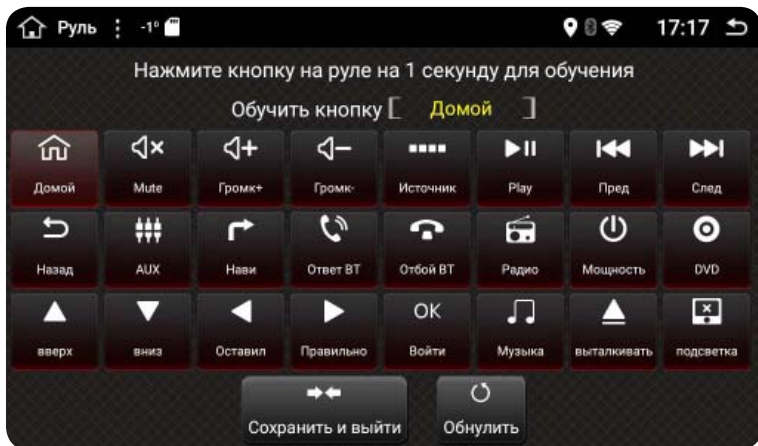 Руль -1° 17:17
Нажмите кнопку на руле на 1 секунду для обучения
Обучить кнопку [ Домой ]
Домой Mute Громк+ Громк- Источник Play Пред След
Назад AUX Нави Ответ BT Отбой BT Радио Мощность DVD
OK
вверх вниз Оставил Правильно Войти Музыка выталкивать подсветка
Сохранить и выйти Обнулить